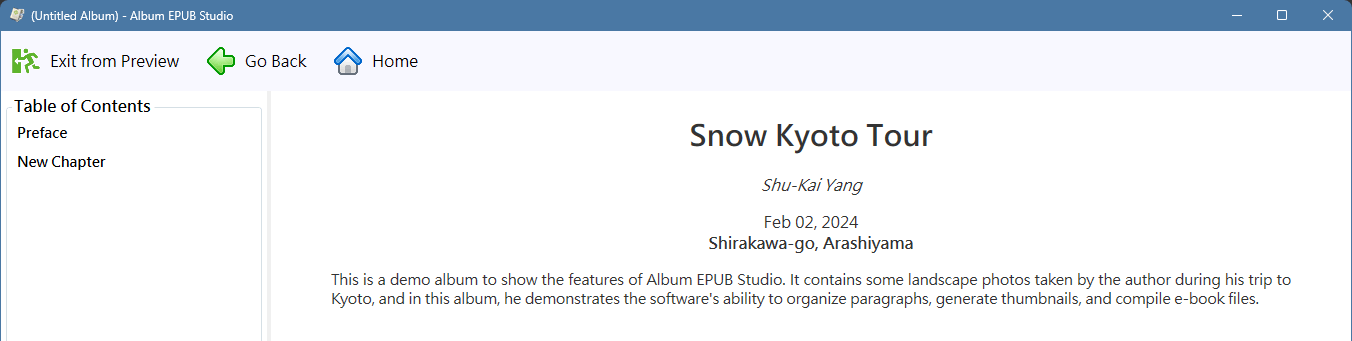 (Untitled Album) - Album EPUB Studio
Exit from Preview
Go Back
Home
Table of Contents
Preface
New Chapter
Snow Kyoto Tour
Shu-Kai Yang
Feb 02, 2024
Shirakawa-go, Arashiyama
This is a demo album to show the features of Album EPUB Studio. It contains some landscape photos taken by the author during his trip to
Kyoto, and in this album, he demonstrates the software's ability to organize paragraphs, generate thumbnails, and compile e-book files.